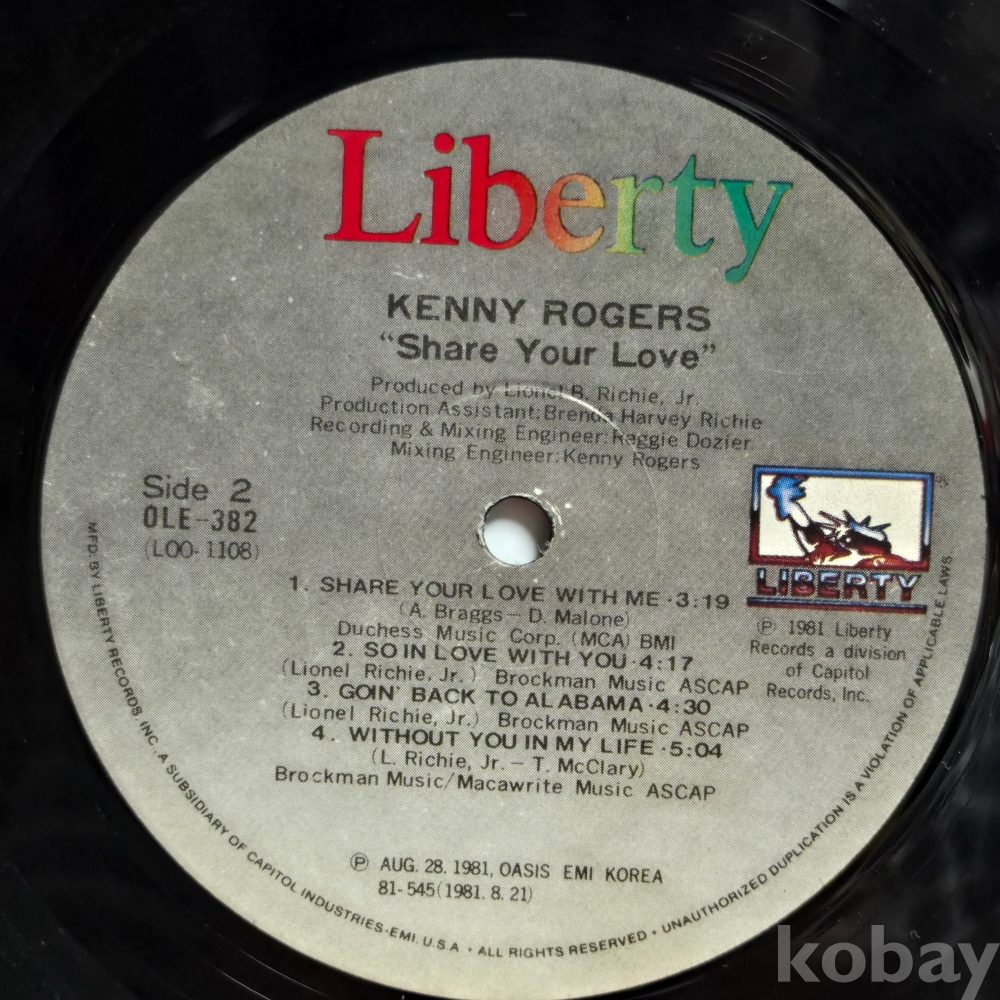 Liberty
KENNY ROGERS
“Share Your Love”
Produced by Lionel B. Richie, Jr.
Production Assistant: Brenda Harvey Richie
Recording & Mixing Engineer: Raggie Dozier
Mixing Engineer: Kenny Rogers
Side 2
OLE-382
(LOO-1108)
LIBERTY
1. SHARE YOUR LOVE WITH ME · 3:19
(A. Braggs – D. Malone)
Duchess Music Corp. (MCA) BMI
2. SO IN LOVE WITH YOU · 4:17
(Lionel Richie, Jr.) Brockman Music ASCAP
3. GOIN' BACK TO ALABAMA · 4:30
(Lionel Richie, Jr.) Brockman Music ASCAP
4. WITHOUT YOU IN MY LIFE · 5:04
(L. Richie, Jr. – T. McClary)
Brockman Music/Macawrite Music ASCAP
℗ 1981 Liberty
Records a division
of Capitol
Records, Inc.
℗ AUG. 28. 1981, OASIS EMI KOREA
81-545(1981. 8. 21)
MFD. BY LIBERTY RECORDS INC. A SUBSIDIARY OF CAPITOL INDUSTRIES-EMI. U.S.A • ALL RIGHTS RESERVED • UNAUTHORIZED DUPLICATION IS A VIOLATION OF APPLICABLE LAWS
kobay